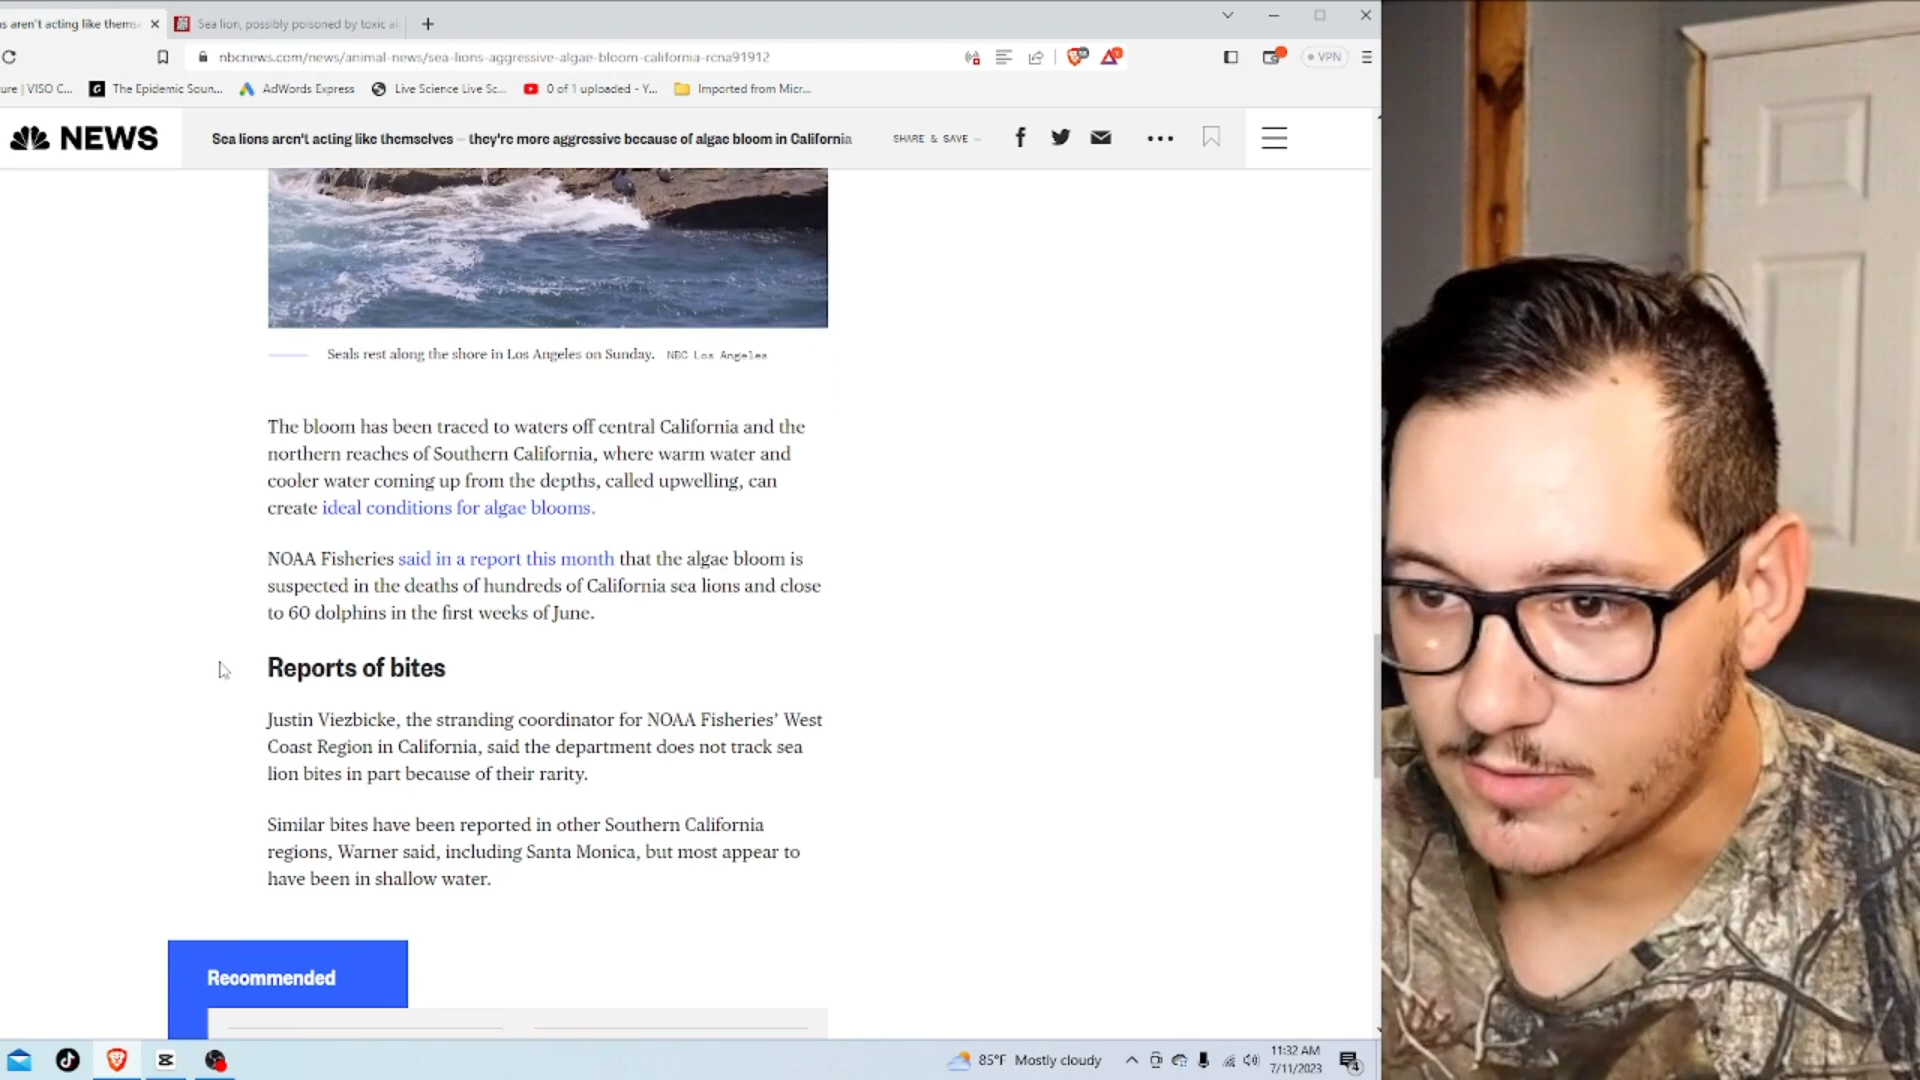 s aren't acting like thems
Sea lion, possibly poisoned by toxic al
nbcnews.com/news/animal-news/sea-lions-aggressive-algae-bloom-california-rcna91912
VPN
ure | VISO C...
The Epidemic Soun...
AdWords Express
Live Science Live Sc...
0 of 1 uploaded - Y...
Imported from Micr...
NEWS
Sea lions aren't acting like themselves – they're more aggressive because of algae bloom in California
SHARE & SAVE –
Seals rest along the shore in Los Angeles on Sunday. NBC Los Angeles
The bloom has been traced to waters off central California and the
northern reaches of Southern California, where warm water and
cooler water coming up from the depths, called upwelling, can
create ideal conditions for algae blooms.
NOAA Fisheries said in a report this month that the algae bloom is
suspected in the deaths of hundreds of California sea lions and close
to 60 dolphins in the first weeks of June.
Reports of bites
Justin Viezbicke, the stranding coordinator for NOAA Fisheries’ West
Coast Region in California, said the department does not track sea
lion bites in part because of their rarity.
Similar bites have been reported in other Southern California
regions, Warner said, including Santa Monica, but most appear to
have been in shallow water.
Recommended
85°F Mostly cloudy
11:32 AM
7/11/2023
4